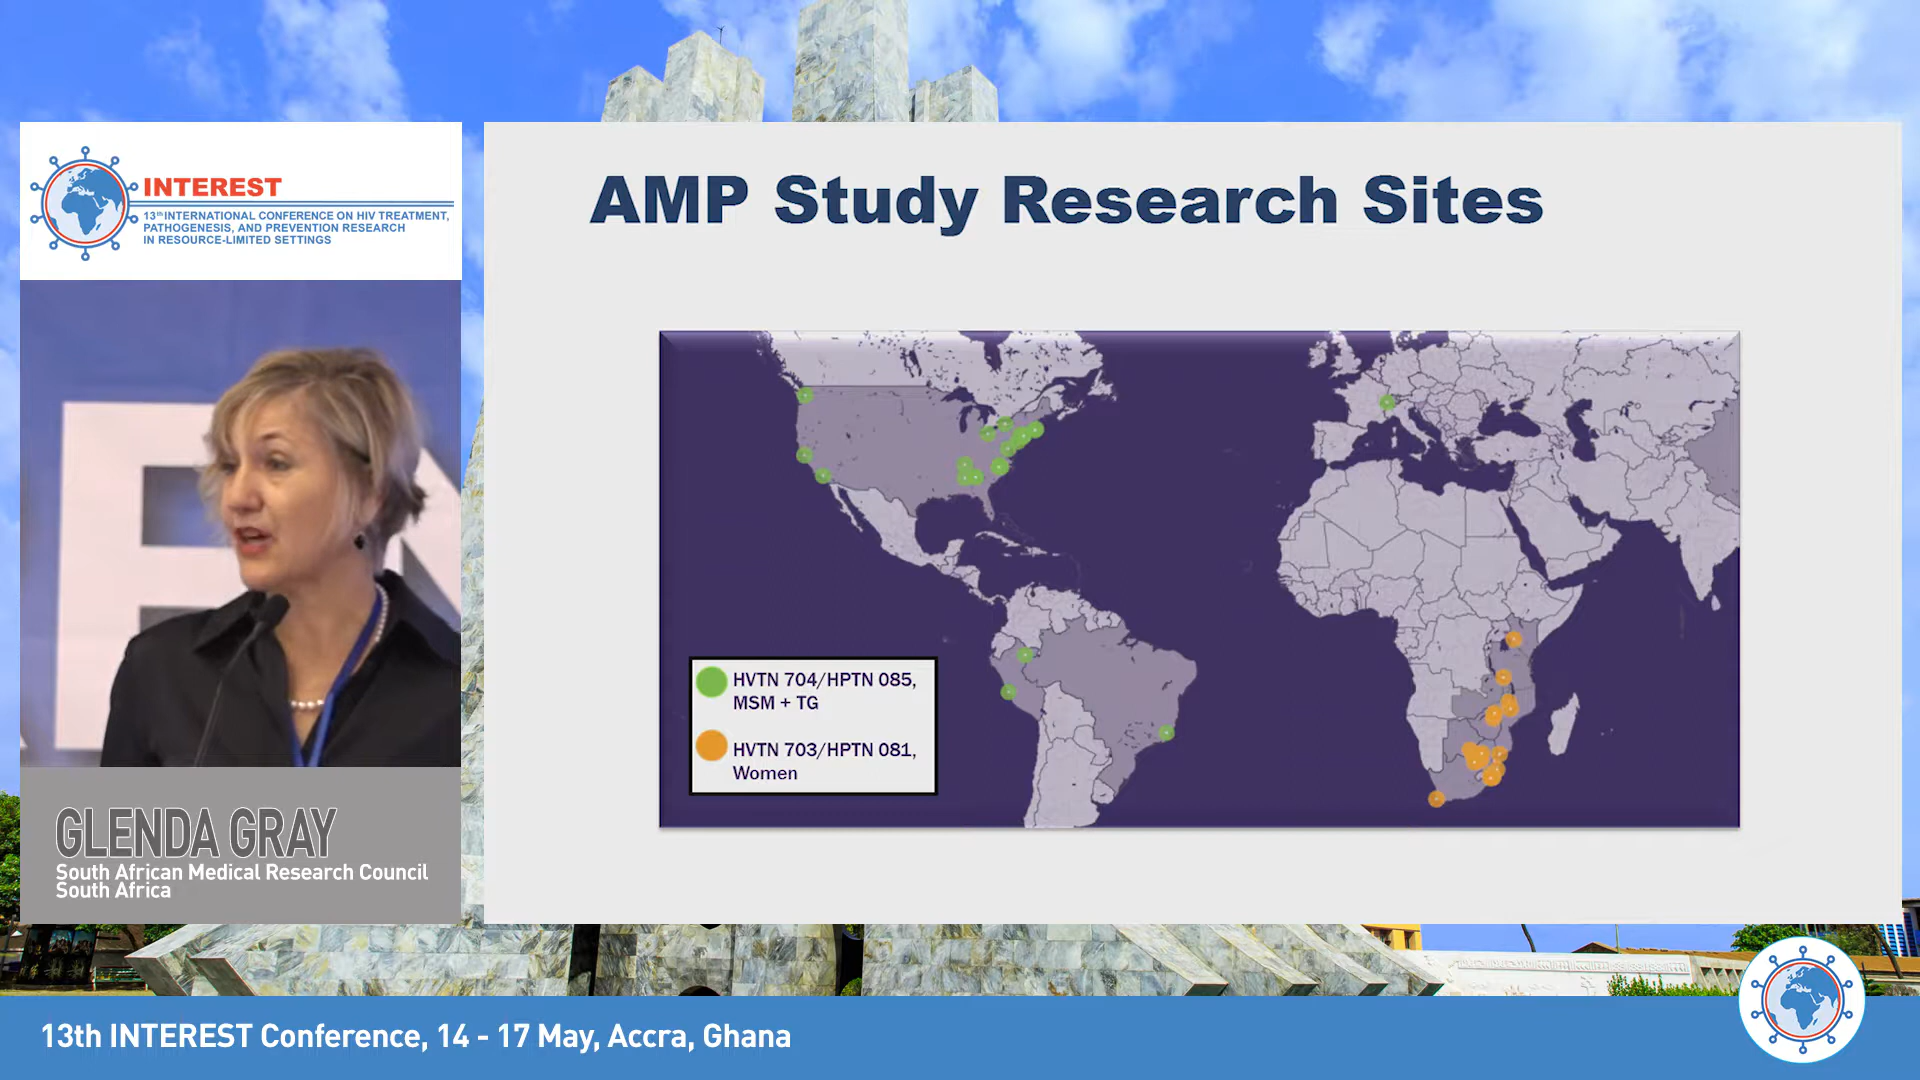 INTEREST
13th INTERNATIONAL CONFERENCE ON HIV TREATMENT,
PATHOGENESIS, AND PREVENTION RESEARCH
IN RESOURCE-LIMITED SETTINGS
GLENDA GRAY
South African Medical Research Council
South Africa
AMP Study Research Sites
HVTN 704/HPTN 085,
MSM + TG
HVTN 703/HPTN 081,
Women
13th INTEREST Conference, 14 - 17 May, Accra, Ghana